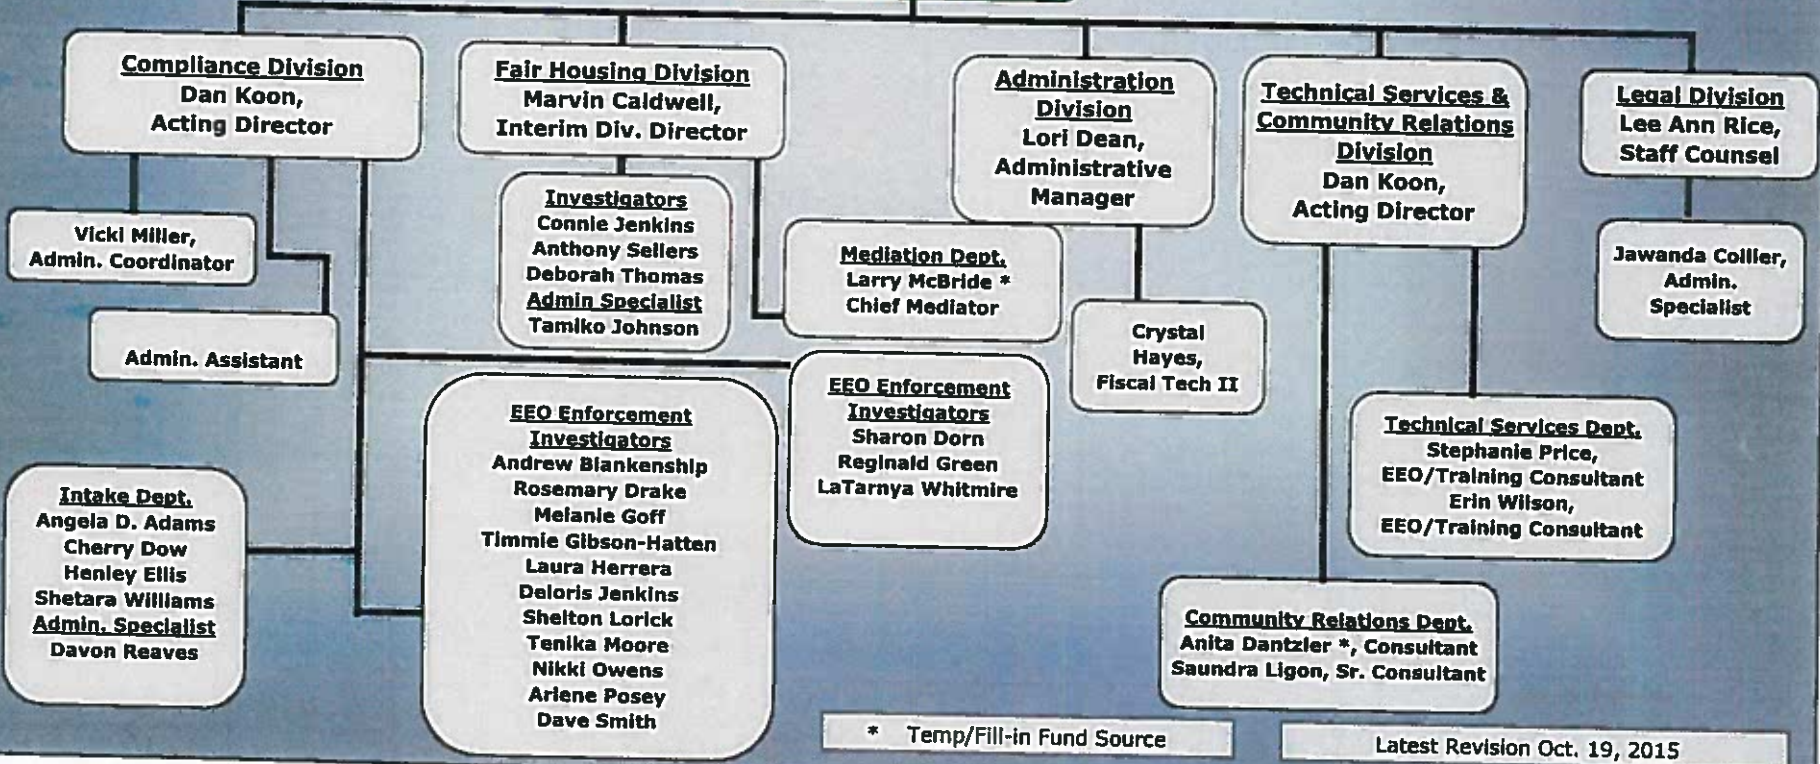 Compliance Division
Dan Koon,
Acting Director
Fair Housing Division
Marvin Caldwell,
Interim Div. Director
Administration
Division
Lori Dean,
Administrative
Manager
Technical Services &
Community Relations
Division
Dan Koon,
Acting Director
Legal Division
Lee Ann Rice,
Staff Counsel
Vicki Miller,
Admin. Coordinator
Admin. Assistant
Investigators
Connie Jenkins
Anthony Sellers
Deborah Thomas
Admin Specialist
Tamiko Johnson
Mediation Dept.
Larry McBride *
Chief Mediator
Crystal
Hayes,
Fiscal Tech II
Jawanda Collier,
Admin.
Specialist
EEO Enforcement
Investigators
Andrew Blankenship
Rosemary Drake
Melanie Goff
Timmie Gibson-Hatten
Laura Herrera
Deloris Jenkins
Shelton Lorick
Tenika Moore
Nikki Owens
Arlene Posey
Dave Smith
EEO Enforcement
Investigators
Sharon Dorn
Reginald Green
LaTarnya Whitmire
Technical Services Dept.
Stephanie Price,
EEO/Training Consultant
Erin Wilson,
EEO/Training Consultant
Intake Dept.
Angela D. Adams
Cherry Dow
Henley Ellis
Shetara Williams
Admin. Specialist
Davon Reaves
Community Relations Dept.
Anita Dantzler *, Consultant
Saundra Ligon, Sr. Consultant
* Temp/Fill-in Fund Source
Latest Revision Oct. 19, 2015